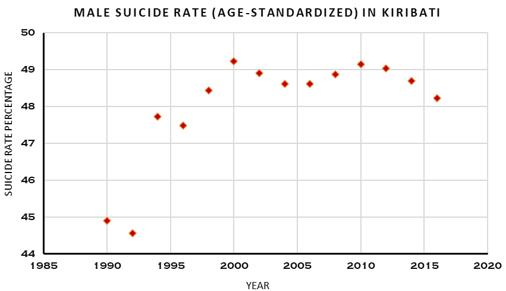 MALE SUICIDE RATE (AGE-STANDARDIZED) IN KIRIBATI
SUICIDE RATE PERCENTAGE
50
49
48
47
46
45
44
1985 1990 1995 2000 2005 2010 2015 2020
YEAR